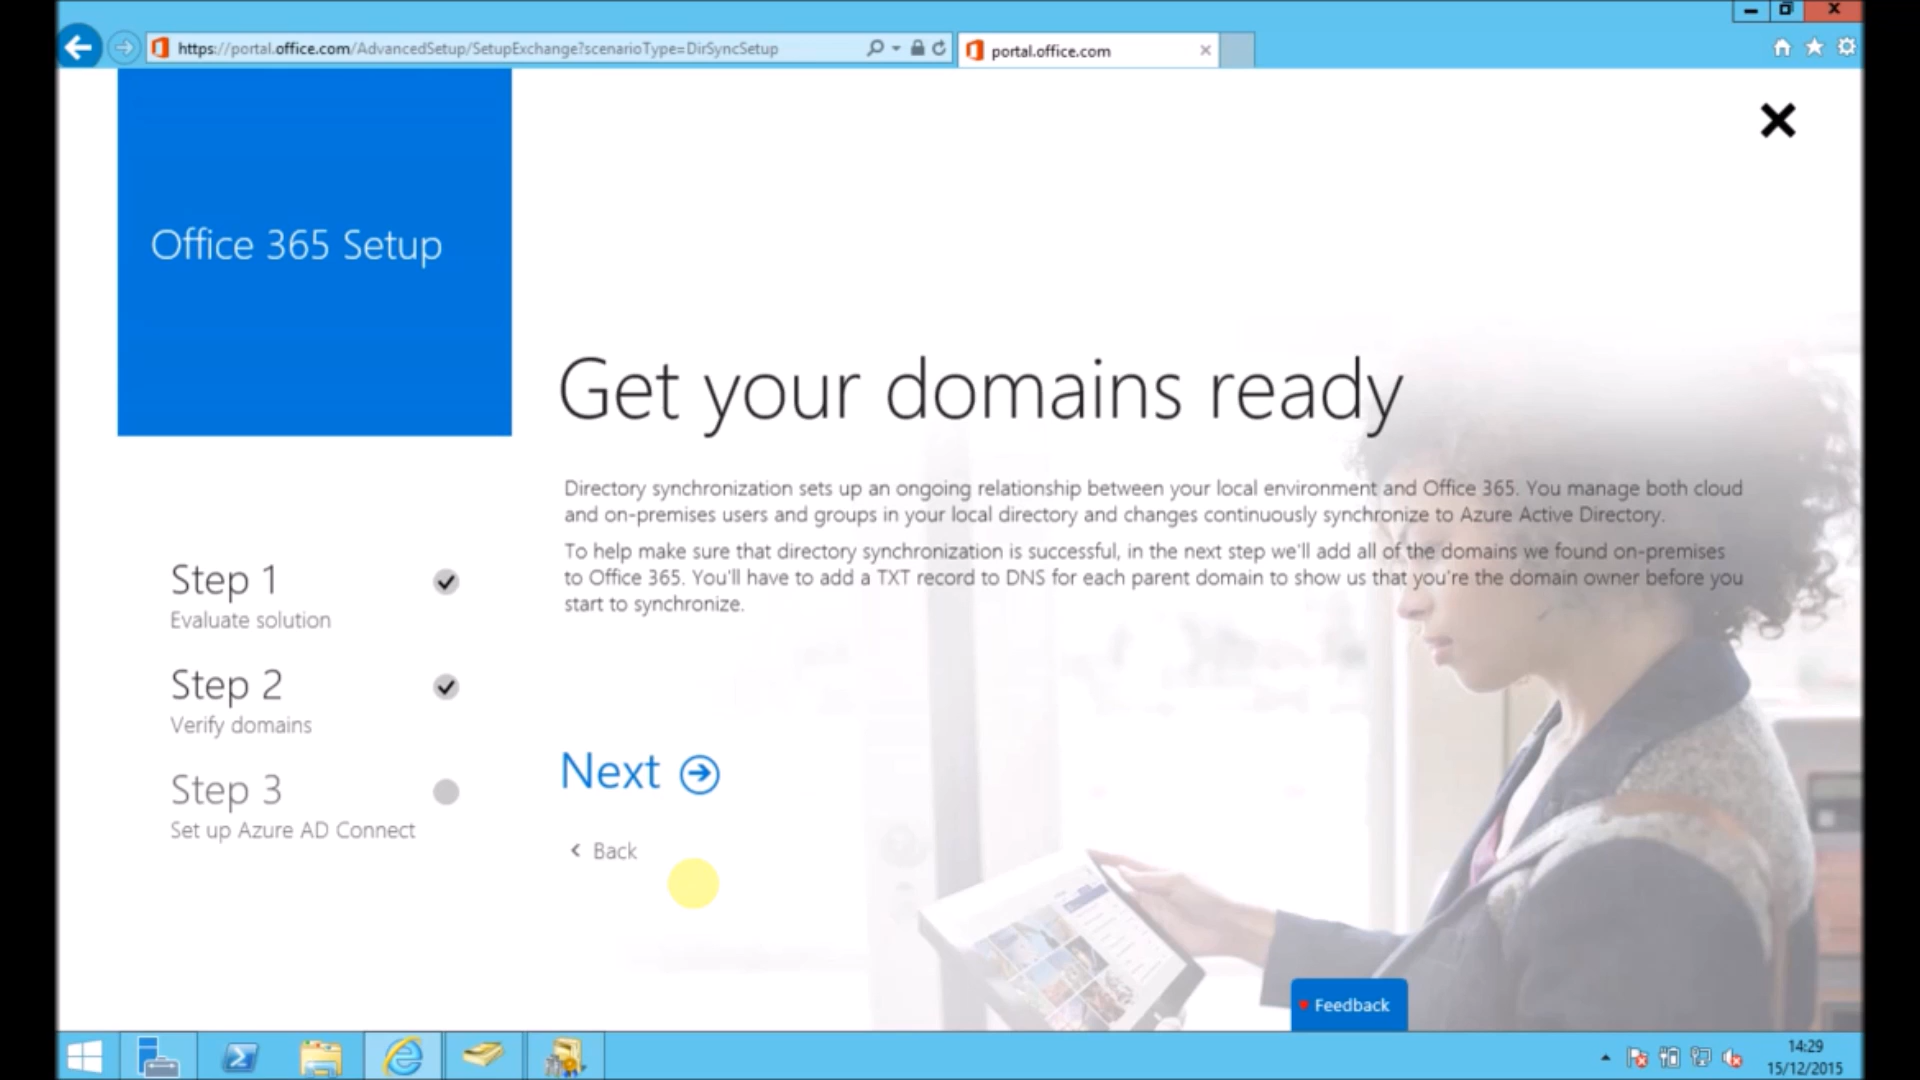 https://portal.office.com/AdvancedSetup/SetupExchange?scenarioType=DirSyncSetup
portal.office.com
Office 365 Setup
Get your domains ready
Directory synchronization sets up an ongoing relationship between your local environment and Office 365. You manage both cloud
and on-premises users and groups in your local directory and changes continuously synchronize to Azure Active Directory.
To help make sure that directory synchronization is successful, in the next step we'll add all of the domains we found on-premises
to Office 365. You'll have to add a TXT record to DNS for each parent domain to show us that you're the domain owner before you
start to synchronize.
Step 1
Evaluate solution
Step 2
Verify domains
Step 3
Set up Azure AD Connect
Next
Back
Feedback
14:29
15/12/2015